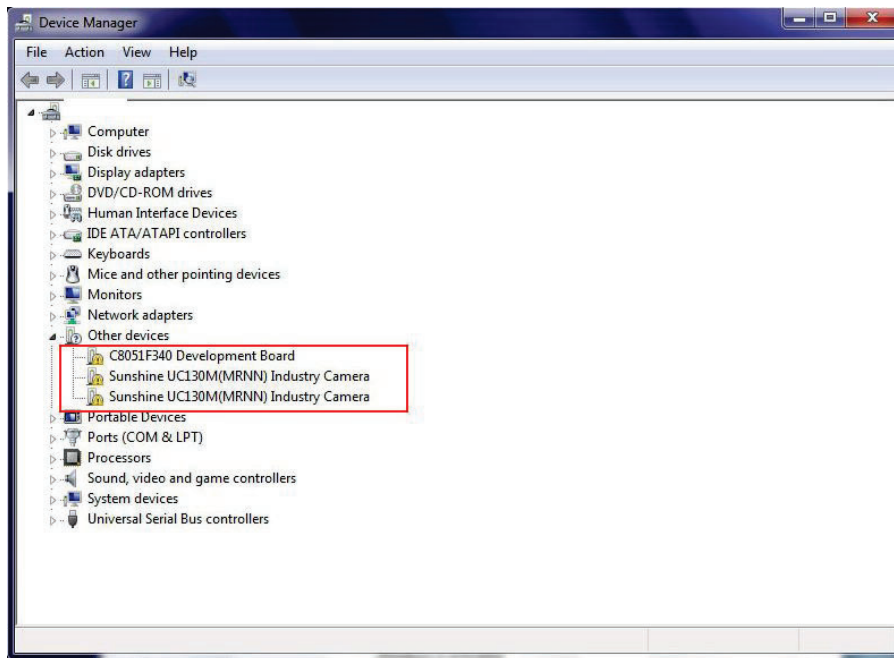 Device Manager
File Action View Help
Computer
Disk drives
Display adapters
DVD/CD-ROM drives
Human Interface Devices
IDE ATA/ATAPI controllers
Keyboards
Mice and other pointing devices
Monitors
Network adapters
Other devices
C8051F340 Development Board
Sunshine UC130M(MRNN) Industry Camera
Sunshine UC130M(MRNN) Industry Camera
Portable Devices
Ports (COM & LPT)
Processors
Sound, video and game controllers
System devices
Universal Serial Bus controllers